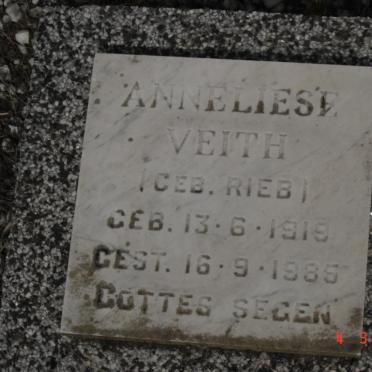 ANNELIESE
VEITH
(GEB. RIEB)
GEB. 13·6·1919
GEST. 16·9·1985
GOTTES SEGEN